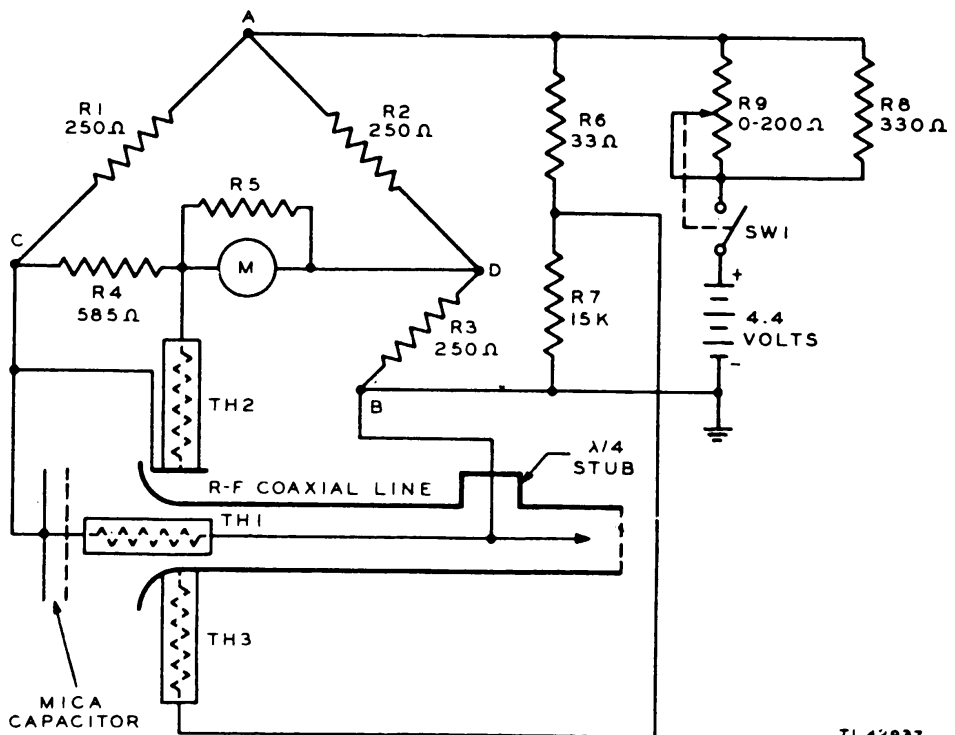 A
R1
250Ω
R2
250Ω
R6
33Ω
R9
0-200Ω
R8
330Ω
R5
C
M
D
SW1
R4
585Ω
R3
250Ω
R7
15K
+
4.4
VOLTS
-
TH2
B
λ/4
STUB
R-F COAXIAL LINE
TH1
TH3
MICA
CAPACITOR